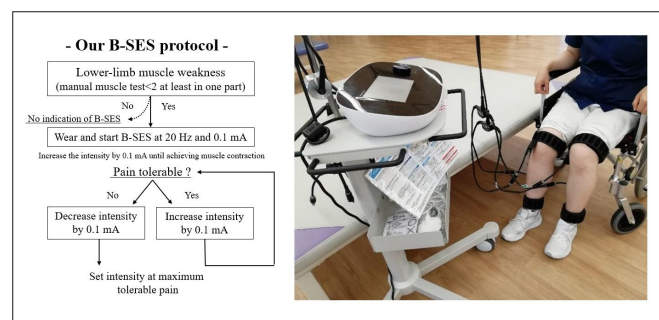 - Our B-SES protocol -
Lower-limb muscle weakness
(manual muscle test<2 at least in one part)
No
Yes
No indication of B-SES
Wear and start B-SES at 20 Hz and 0.1 mA
Increase the intensity by 0.1 mA until achieving muscle contraction
Pain tolerable ?
No
Yes
Decrease intensity
by 0.1 mA
Increase intensity
by 0.1 mA
Set intensity at maximum
tolerable pain